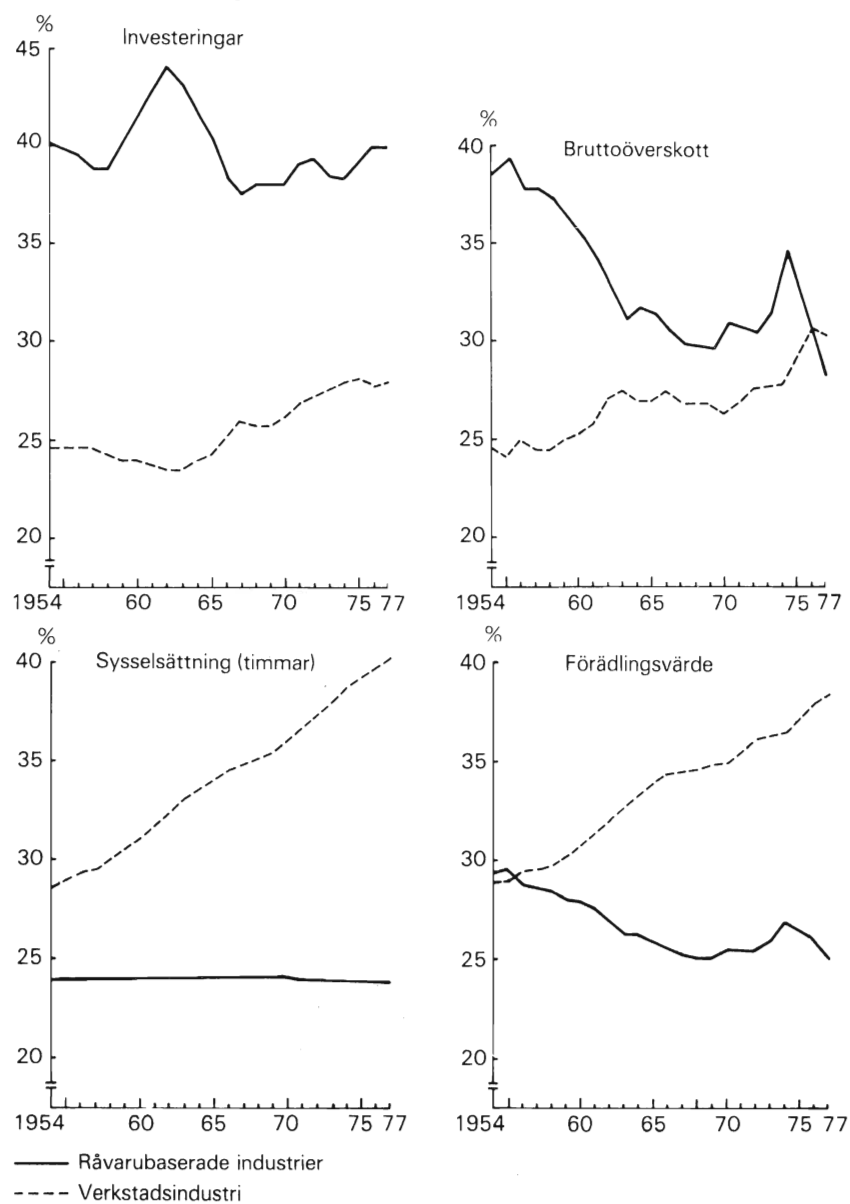 %
Investeringar
45
40
35
30
25
20
1954 60 65 70 75 77
%
Bruttoöverskott
40
35
30
25
20
1954 60 65 70 75 77
%
Sysselsättning (timmar)
40
35
30
25
20
1954 60 65 70 75 77
%
Förädlingsvärde
40
35
30
25
20
1954 60 65 70 75 77
Råvarubaserade industrier
Verkstadsindustri